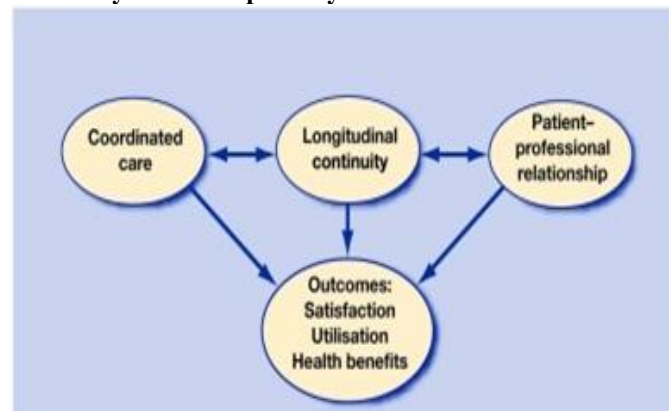 Coordinated
care
Longitudinal
continuity
Patient–
professional
relationship
Outcomes:
Satisfaction
Utilisation
Health benefits